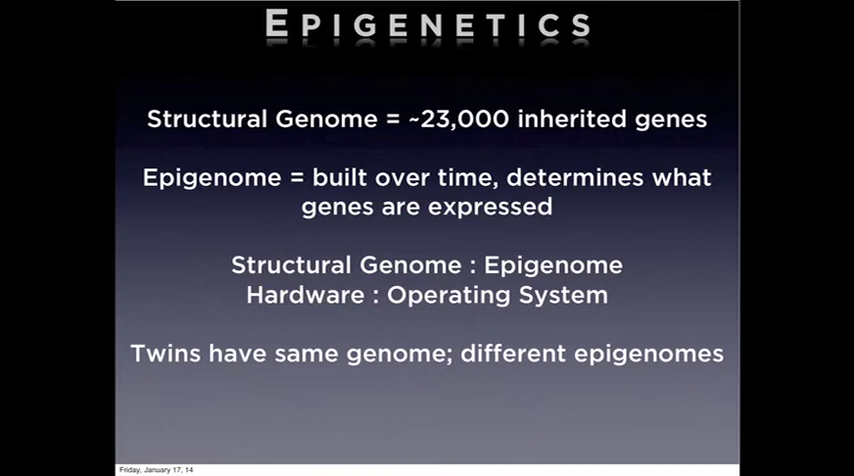 EPIGENETICS
Structural Genome = ~23,000 inherited genes
Epigenome = built over time, determines what
genes are expressed
Structural Genome : Epigenome
Hardware : Operating System
Twins have same genome; different epigenomes
Friday, January 17, 14